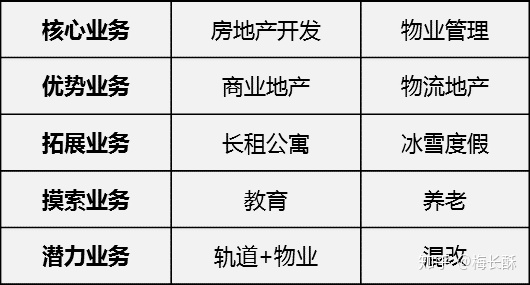 核心业务 房地产开发 物业管理
优势业务 商业地产 物流地产
拓展业务 长租公寓 冰雪度假
摸索业务 教育 养老
潜力业务 轨道+物业 混改
知乎 @海长酥